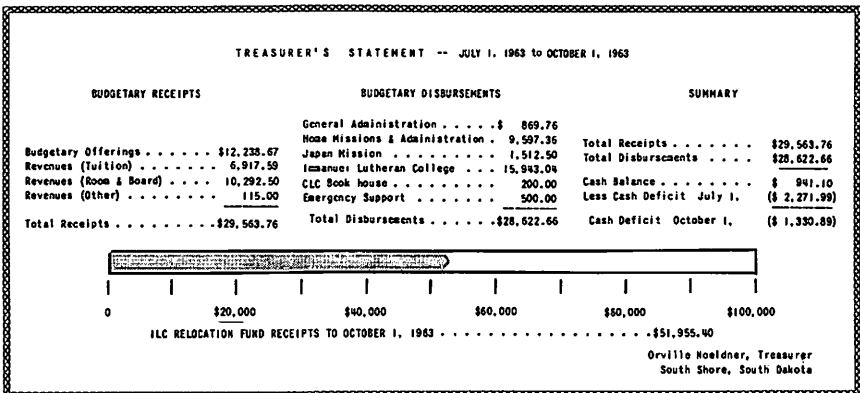 TREASURER'S STATEMENT -- JULY 1, 1963 to OCTOBER 1, 1963
BUDGETARY RECEIPTS
Budgetary Offerings . . . . . . . $12,238.67
Revenues (Tuition) . . . . . . . 6,917.59
Revenues (Room & Board) . . . . 10,292.50
Revenues (Other) . . . . . . . . 115.00
Total Receipts . . . . . . . . . .$29,563.76
BUDGETARY DISBURSEMENTS
General Administration . . . . . $ 869.76
Home Missions & Administration . 9,597.36
Japan Mission . . . . . . . . . 1,512.50
Immanuel Lutheran College . . . . 15,943.04
CLC Book house . . . . . . . . . 200.00
Emergency Support . . . . . . . 500.00
Total Disbursements . . . . . .$28,622.66
SUMMARY
Total Receipts . . . . . . $29,563.76
Total Disbursements . . . . $28,622.66
Cash Balance . . . . . . . $ 941.10
Less Cash Deficit July 1, ($ 2,271.99)
Cash Deficit October 1, ($ 1,330.89)
0 $20,000 $40,000 $60,000 $80,000 $100,000
ILC RELOCATION FUND RECEIPTS TO OCTOBER 1, 1963 . . . . . . . . . . . . . . . . . . .$51,955.40
Orville Noeldner, Treasurer
South Shore, South Dakota